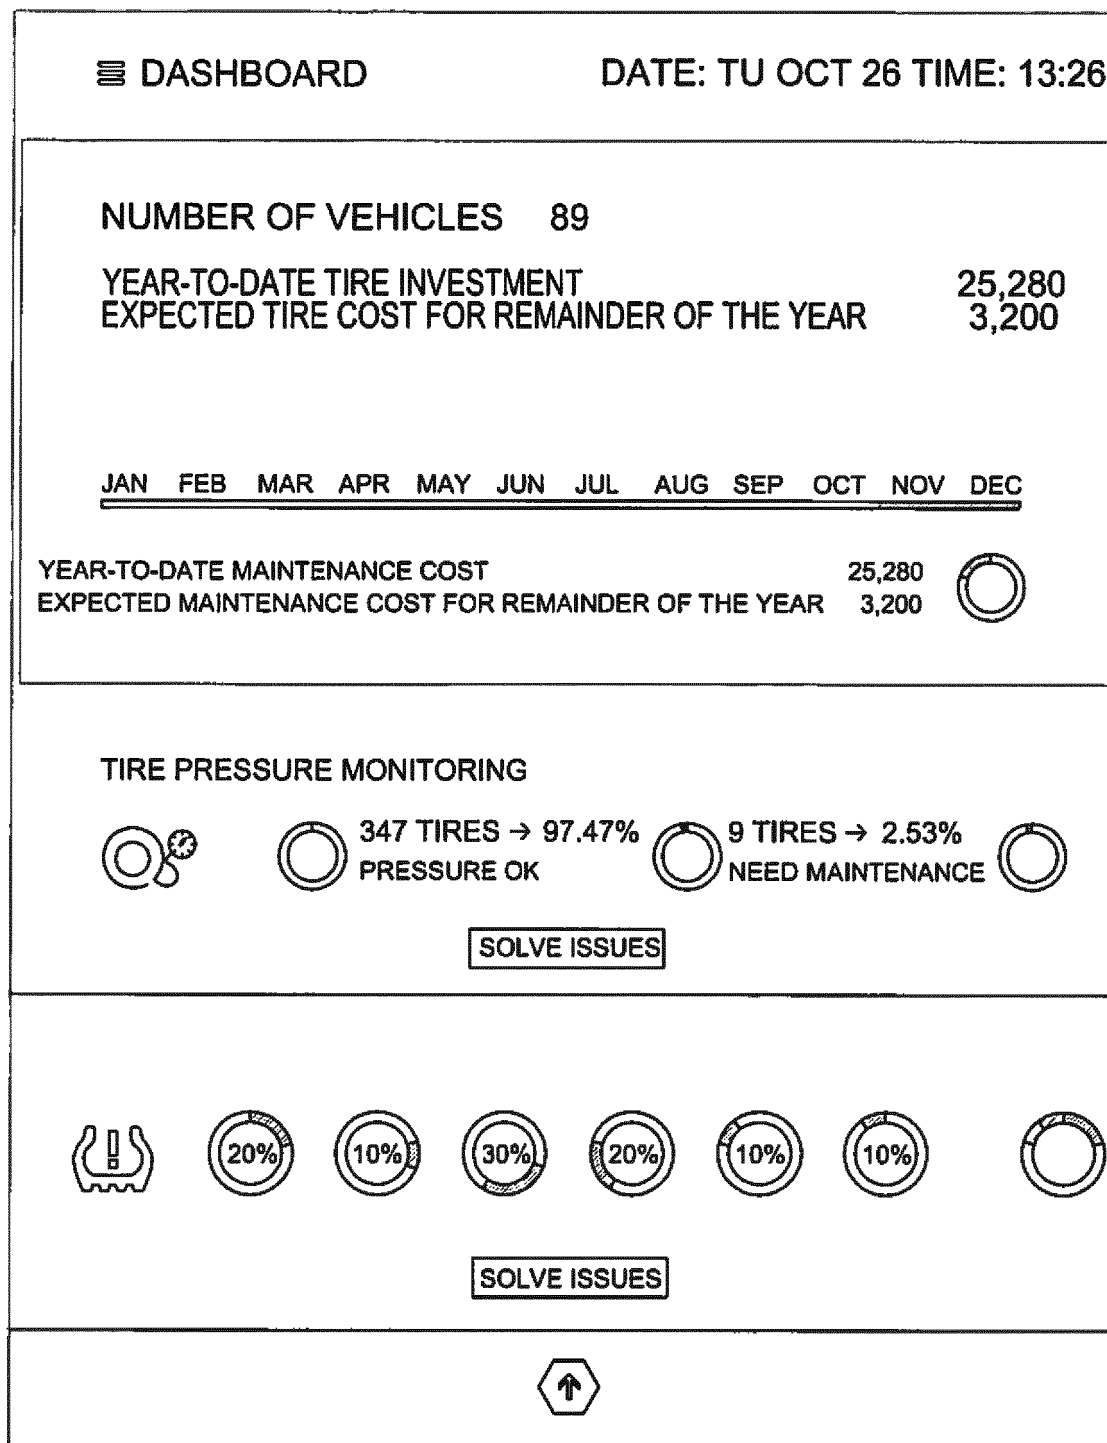 DASHBOARD DATE: TU OCT 26 TIME: 13:26
NUMBER OF VEHICLES 89
YEAR-TO-DATE TIRE INVESTMENT 25,280
EXPECTED TIRE COST FOR REMAINDER OF THE YEAR 3,200
JAN FEB MAR APR MAY JUN JUL AUG SEP OCT NOV DEC
YEAR-TO-DATE MAINTENANCE COST 25,280
EXPECTED MAINTENANCE COST FOR REMAINDER OF THE YEAR 3,200
TIRE PRESSURE MONITORING
347 TIRES → 97.47% 9 TIRES → 2.53%
PRESSURE OK NEED MAINTENANCE
SOLVE ISSUES
20% 10% 30% 20% 10% 10%
SOLVE ISSUES